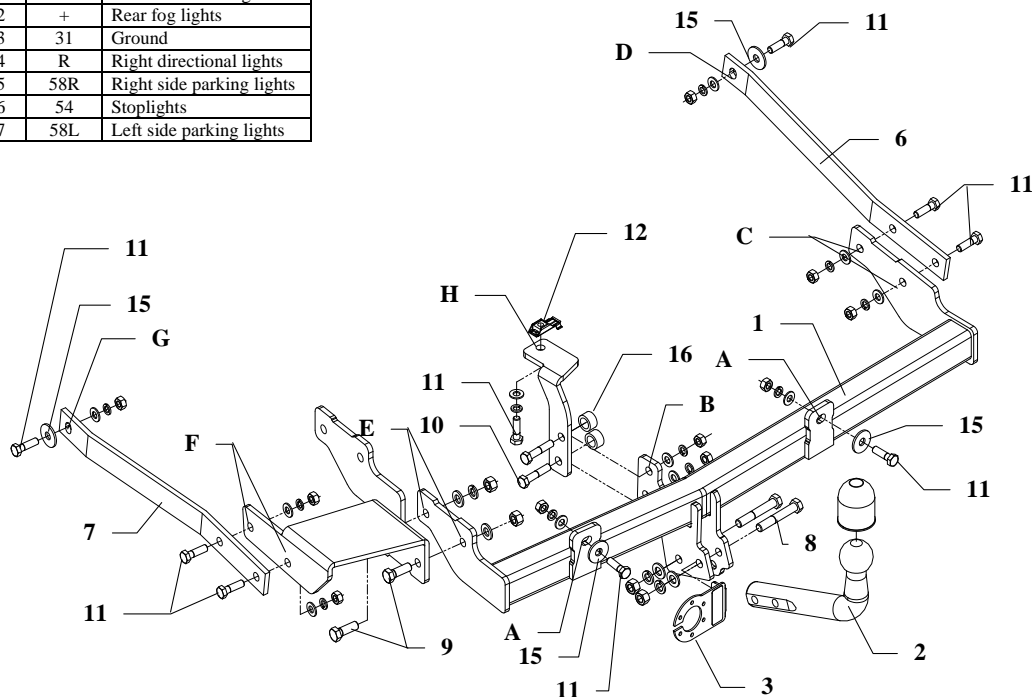 2 + Rear fog lights
3 31 Ground
4 R Right directional lights
5 58R Right side parking lights
6 54 Stoplights
7 58L Left side parking lights
15
11
D
6
11
12
C
11
H
15
1
G
16
A
11
B
E
10
15
F
11
7
8
11
9
A
15
2
3
11